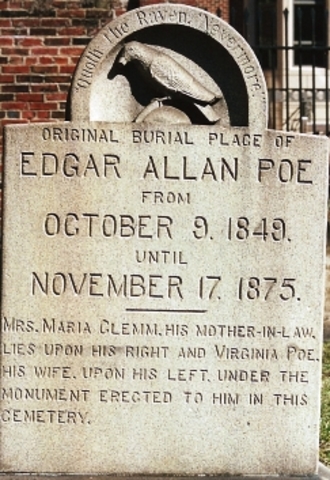 "Quoth the Raven, Nevermore."
ORIGINAL BURIAL PLACE OF
EDGAR ALLAN POE
FROM
OCTOBER 9, 1849.
UNTIL
NOVEMBER 17, 1875.
MRS. MARIA CLEMM, HIS MOTHER-IN-LAW,
LIES UPON HIS RIGHT AND VIRGINIA POE,
HIS WIFE, UPON HIS LEFT, UNDER THE
MONUMENT ERECTED TO HIM IN THIS
CEMETERY.